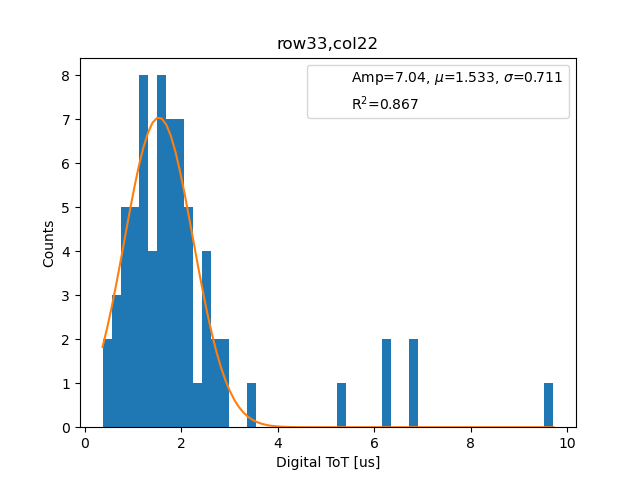 row33,col22
Amp=7.04, μ=1.533, σ=0.711
R²=0.867
Counts
8
7
6
5
4
3
2
1
0
0 2 4 6 8 10
Digital ToT [us]